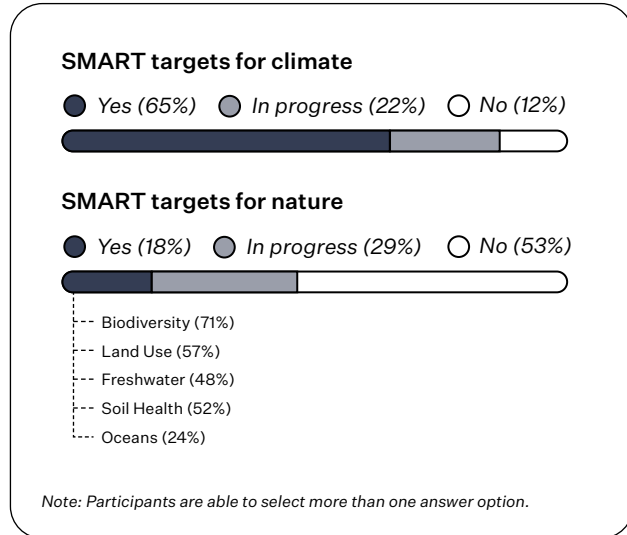 SMART targets for climate
Yes (65%) In progress (22%) No (12%)
SMART targets for nature
Yes (18%) In progress (29%) No (53%)
Biodiversity (71%)
Land Use (57%)
Freshwater (48%)
Soil Health (52%)
Oceans (24%)
Note: Participants are able to select more than one answer option.